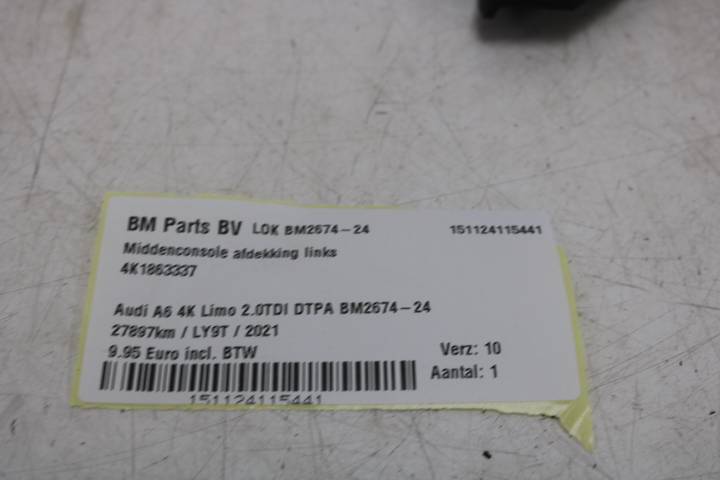 BM Parts BV LOK BM2674-24 151124115441
Middenconsole afdekking links
4K1863337
Audi A6 4K Limo 2.0TDI DTPA BM2674-24
27897km / LY9T / 2021
9.95 Euro incl. BTW Verz: 10
Aantal: 1
151124115441